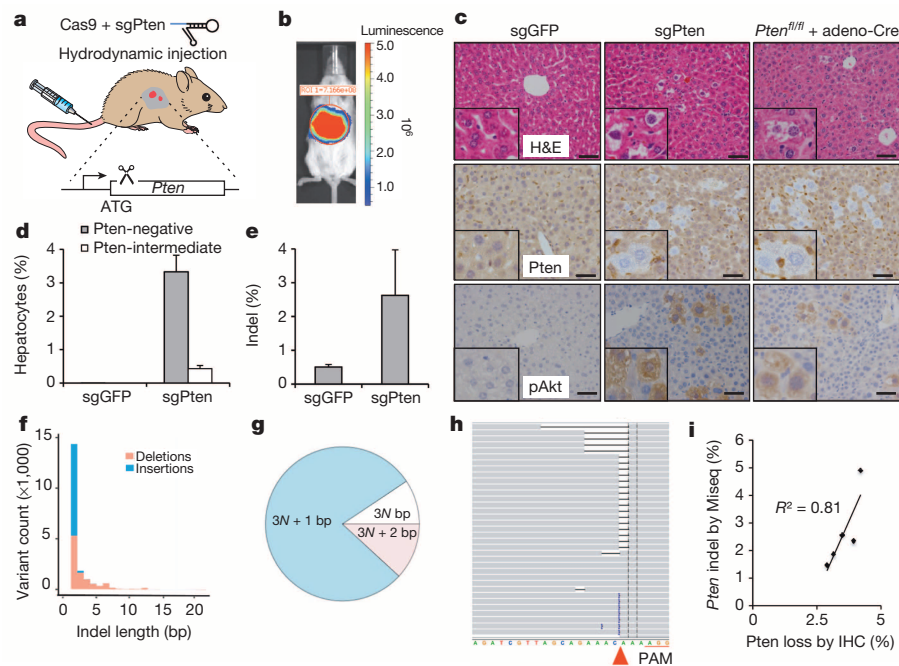 a
Cas9 + sgPten
Hydrodynamic injection
Pten
ATG
b
Luminescence
ROI 1=7.166e+08
5.0
4.0
3.0
2.0
1.0
10⁶
c
sgGFP
sgPten
Pten^fl/fl + adeno-Cre
H&E
Pten
pAkt
d
Pten-negative
Pten-intermediate
Hepatocytes (%)
4
3
2
1
0
sgGFP
sgPten
e
Indel (%)
4
3
2
1
0
sgGFP
sgPten
f
Deletions
Insertions
Variant count (×1,000)
15
10
5
0
0
5
10
15
20
Indel length (bp)
g
3N + 1 bp
3N bp
3N + 2 bp
h
A G A T C G T T A G C A G A A A C A A A A G G
PAM
i
Pten indel by Miseq (%)
6
5
4
3
2
1
0
R² = 0.81
0
2.5
5
Pten loss by IHC (%)